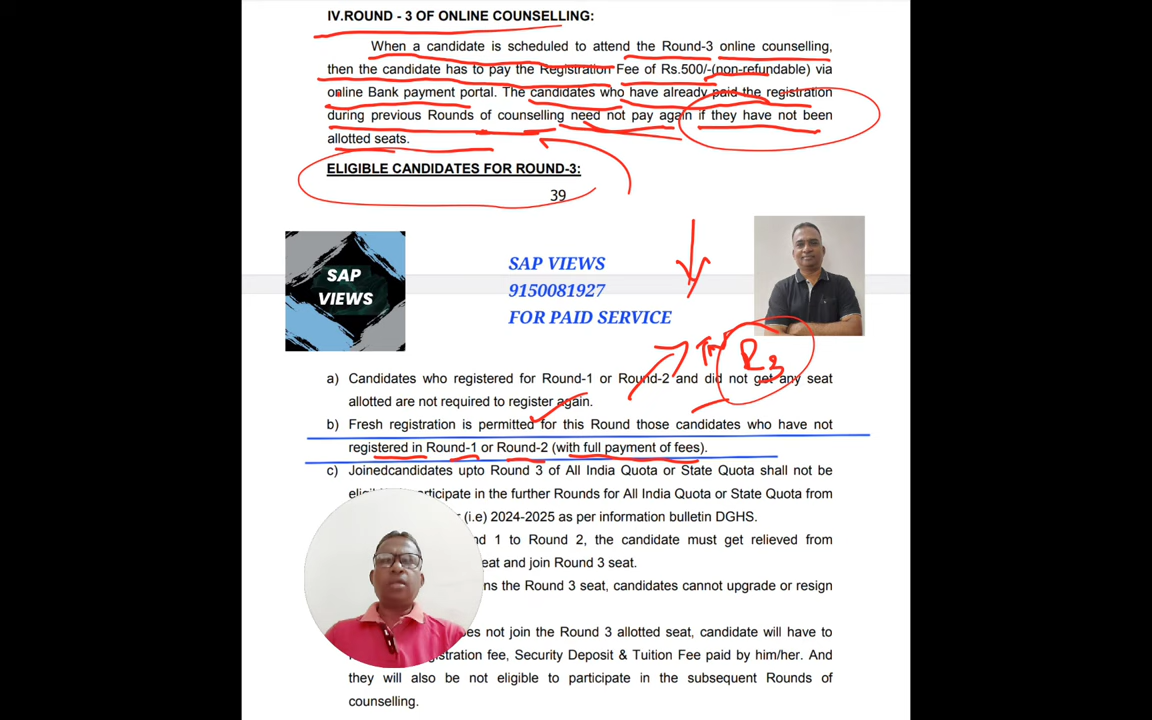 IV.ROUND - 3 OF ONLINE COUNSELLING:
When a candidate is scheduled to attend the Round-3 online counselling,
then the candidate has to pay the Registration Fee of Rs.500/-(non-refundable) via
online Bank payment portal. The candidates who have already paid the registration
during previous Rounds of counselling need not pay again if they have not been
allotted seats.
ELIGIBLE CANDIDATES FOR ROUND-3:
39
SAP
VIEWS
SAP VIEWS
9150081927
FOR PAID SERVICE
R3
a) Candidates who registered for Round-1 or Round-2 and did not get any seat
allotted are not required to register again.
b) Fresh registration is permitted for this Round those candidates who have not
registered in Round-1 or Round-2 (with full payment of fees).
c) Joinedcandidates upto Round 3 of All India Quota or State Quota shall not be
participate in the further Rounds for All India Quota or State Quota from
(i.e) 2024-2025 as per information bulletin DGHS.
1 to Round 2, the candidate must get relieved from
and join Round 3 seat.
the Round 3 seat, candidates cannot upgrade or resign
not join the Round 3 allotted seat, candidate will have to
fee, Security Deposit & Tuition Fee paid by him/her. And
they will also be not eligible to participate in the subsequent Rounds of
counselling.